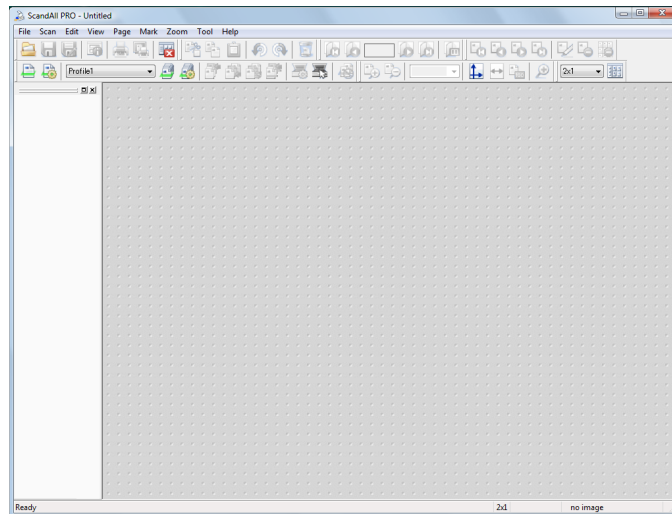 ScandAll PRO - Untitled
File Scan Edit View Page Mark Zoom Tool Help
Profile1 2x1
Ready 2x1 no image